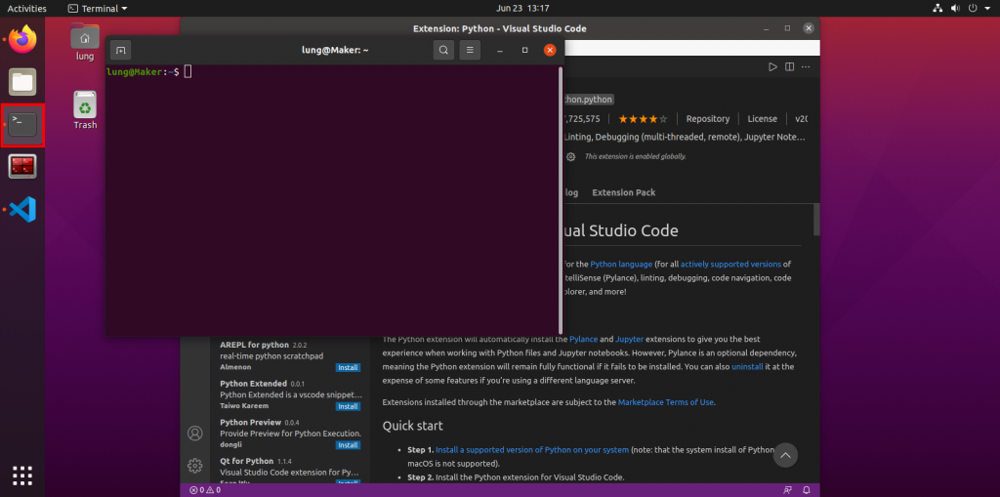 Activities
Terminal
Jun 23 13:17
lung
Trash
Extension: Python - Visual Studio Code
lung@Maker: ~
lung@Maker:~$
>_
thon.python
7,725,575
Repository
License
v20
Linting, Debugging (multi-threaded, remote), Jupyter Note...
This extension is enabled globally.
log
Extension Pack
ual Studio Code
for the Python language (for all actively supported versions of
telliSense (Pylance), linting, debugging, code navigation, code
plorer, and more!
The Python extension will automatically install the Pylance and Jupyter extensions to give you the best
experience when working with Python files and Jupyter notebooks. However, Pylance is an optional dependency,
meaning the Python extension will remain fully functional if it fails to be installed. You can also uninstall it at the
expense of some features if you're using a different language server.
Extensions installed through the marketplace are subject to the Marketplace Terms of Use.
Quick start
Step 1. Install a supported version of Python on your system (note: that the system install of Python
macOS is not supported).
Step 2. Install the Python extension for Visual Studio Code.
AREPL for python 2.0.2
real-time python scratchpad
Almenon
Install
Python Extended 0.0.1
Python Extended is a vscode snippet...
Taiwo Kareem
Install
Python Preview 0.0.4
Provide Preview for Python Execution.
dongli
Install
Qt for Python 1.1.4
Visual Studio Code extension for Py...
Install
0
0